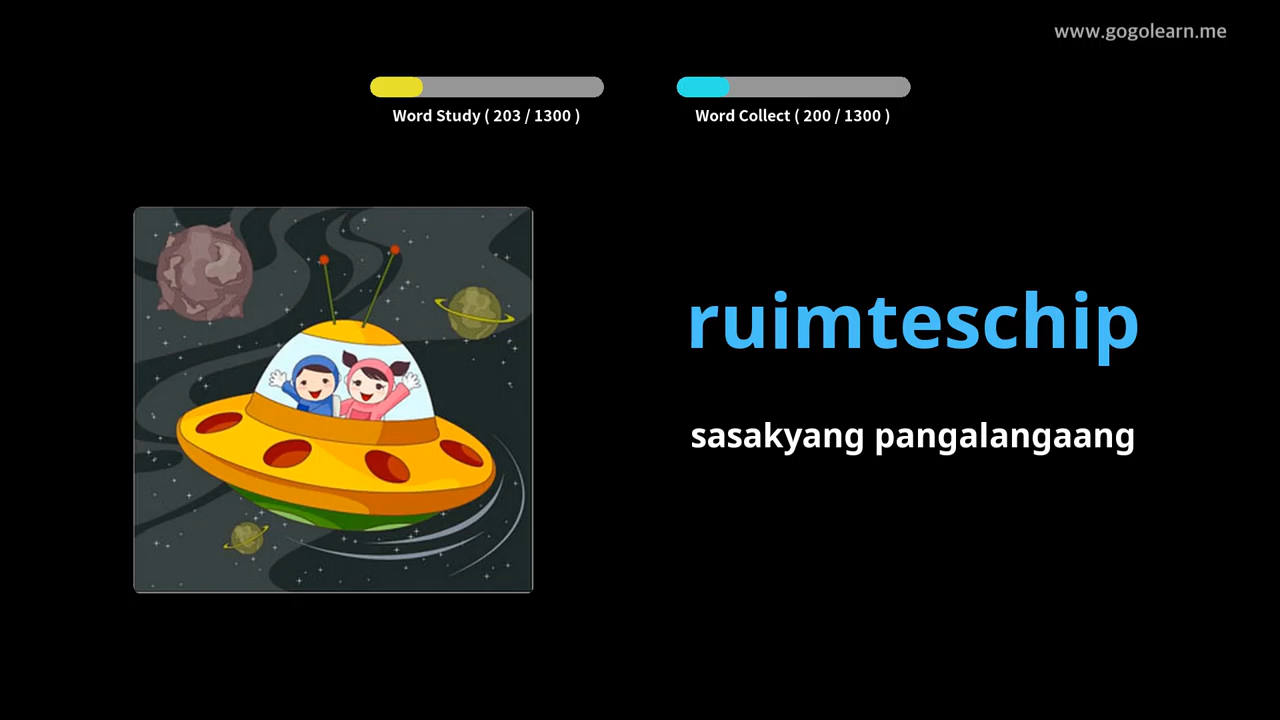 www.gogolearn.me
Word Study ( 203 / 1300 )
Word Collect ( 200 / 1300 )
ruimteschip
sasakyang pangalangaang